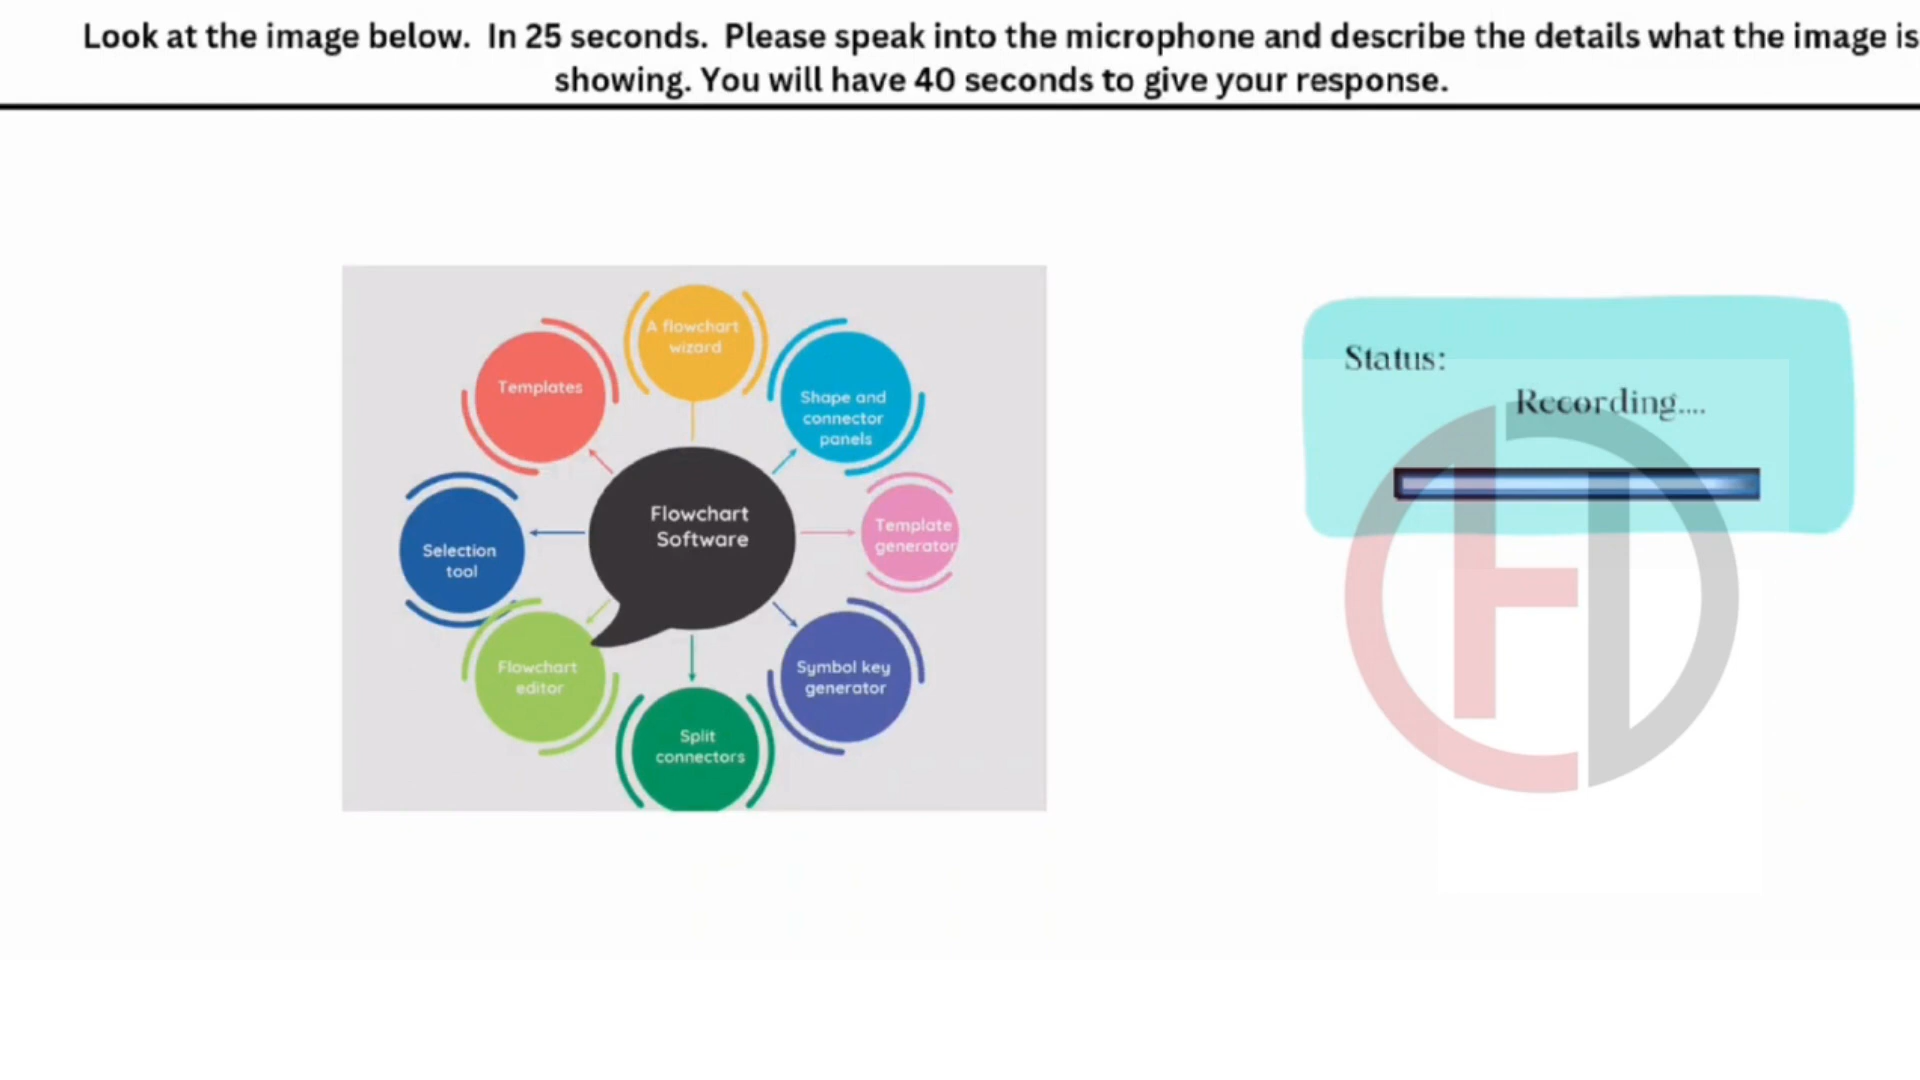 Look at the image below. In 25 seconds. Please speak into the microphone and describe the details what the image is
showing. You will have 40 seconds to give your response.
A flowchart
wizard
Templates
Shape and
connector
panels
Flowchart
Software
Template
generator
Selection
tool
Flowchart
editor
Symbol key
generator
Split
connectors
Status:
Recording....